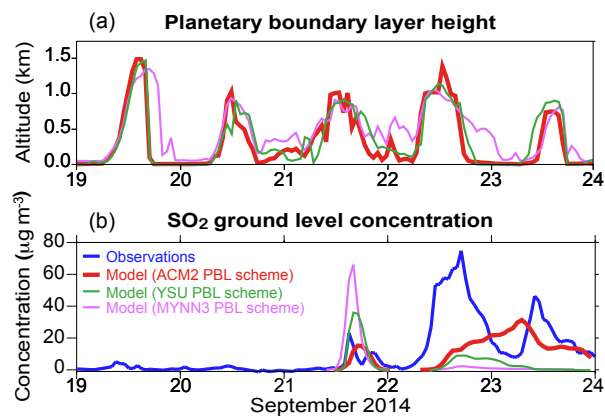 (a) Planetary boundary layer height
Altitude (km)
1.5
1.0
0.5
0.0
19 20 21 22 23 24
(b) SO₂ ground level concentration
Concentration (μg m⁻³)
80
60
40
20
0
Observations
Model (ACM2 PBL scheme)
Model (YSU PBL scheme)
Model (MYNN3 PBL scheme)
19 20 21 22 23 24
September 2014